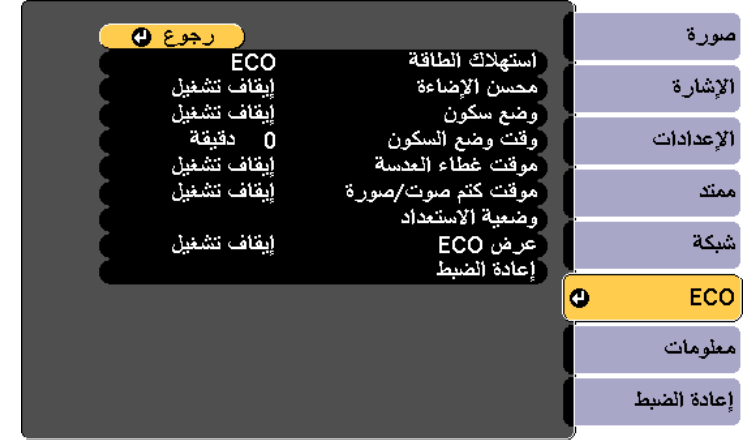 صورة
الإشارة
الإعدادات
ممتد
شبكة
ECO
معلومات
إعادة الضبط
رجوع
استهلاك الطاقة ECO
محسن الإضاءة إيقاف تشغيل
وضع سكون إيقاف تشغيل
وقت وضع السكون 0 دقيقة
موقت غطاء العدسة إيقاف تشغيل
موقت كتم صوت/صورة إيقاف تشغيل
وضعية الاستعداد
عرض ECO إيقاف تشغيل
إعادة الضبط